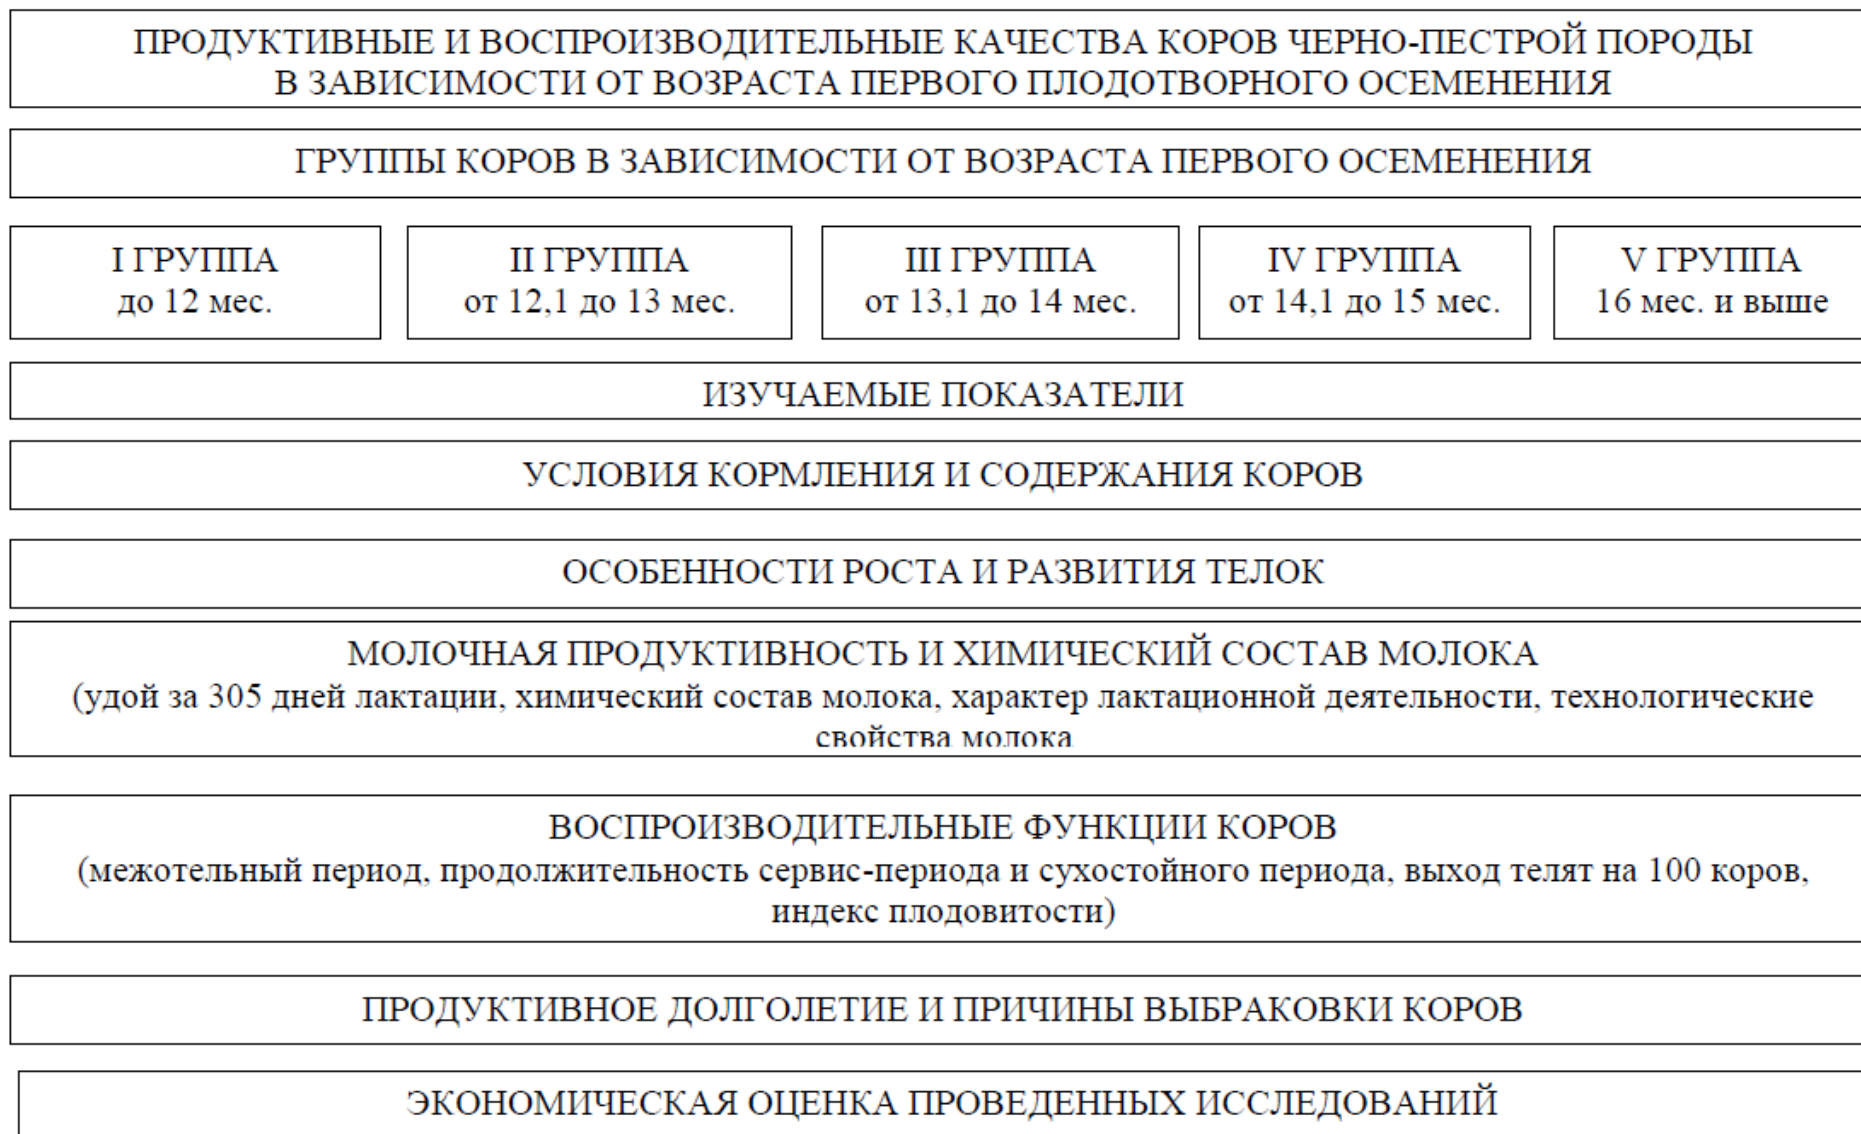 ПРОДУКТИВНЫЕ И ВОСПРОИЗВОДИТЕЛЬНЫЕ КАЧЕСТВА КОРОВ ЧЕРНО-ПЕСТРОЙ ПОРОДЫ
В ЗАВИСИМОСТИ ОТ ВОЗРАСТА ПЕРВОГО ПЛОДОТВОРНОГО ОСЕМЕНЕНИЯ
ГРУППЫ КОРОВ В ЗАВИСИМОСТИ ОТ ВОЗРАСТА ПЕРВОГО ОСЕМЕНЕНИЯ
I ГРУППА
до 12 мес.
II ГРУППА
от 12,1 до 13 мес.
III ГРУППА
от 13,1 до 14 мес.
IV ГРУППА
от 14,1 до 15 мес.
V ГРУППА
16 мес. и выше
ИЗУЧАЕМЫЕ ПОКАЗАТЕЛИ
УСЛОВИЯ КОРМЛЕНИЯ И СОДЕРЖАНИЯ КОРОВ
ОСОБЕННОСТИ РОСТА И РАЗВИТИЯ ТЕЛОК
МОЛОЧНАЯ ПРОДУКТИВНОСТЬ И ХИМИЧЕСКИЙ СОСТАВ МОЛОКА
(удой за 305 дней лактации, химический состав молока, характер лактационной деятельности, технологические
свойства молока
ВОСПРОИЗВОДИТЕЛЬНЫЕ ФУНКЦИИ КОРОВ
(межотельный период, продолжительность сервис-периода и сухостойного периода, выход телят на 100 коров,
индекс плодовитости)
ПРОДУКТИВНОЕ ДОЛГОЛЕТИЕ И ПРИЧИНЫ ВЫБРАКОВКИ КОРОВ
ЭКОНОМИЧЕСКАЯ ОЦЕНКА ПРОВЕДЕННЫХ ИССЛЕДОВАНИЙ